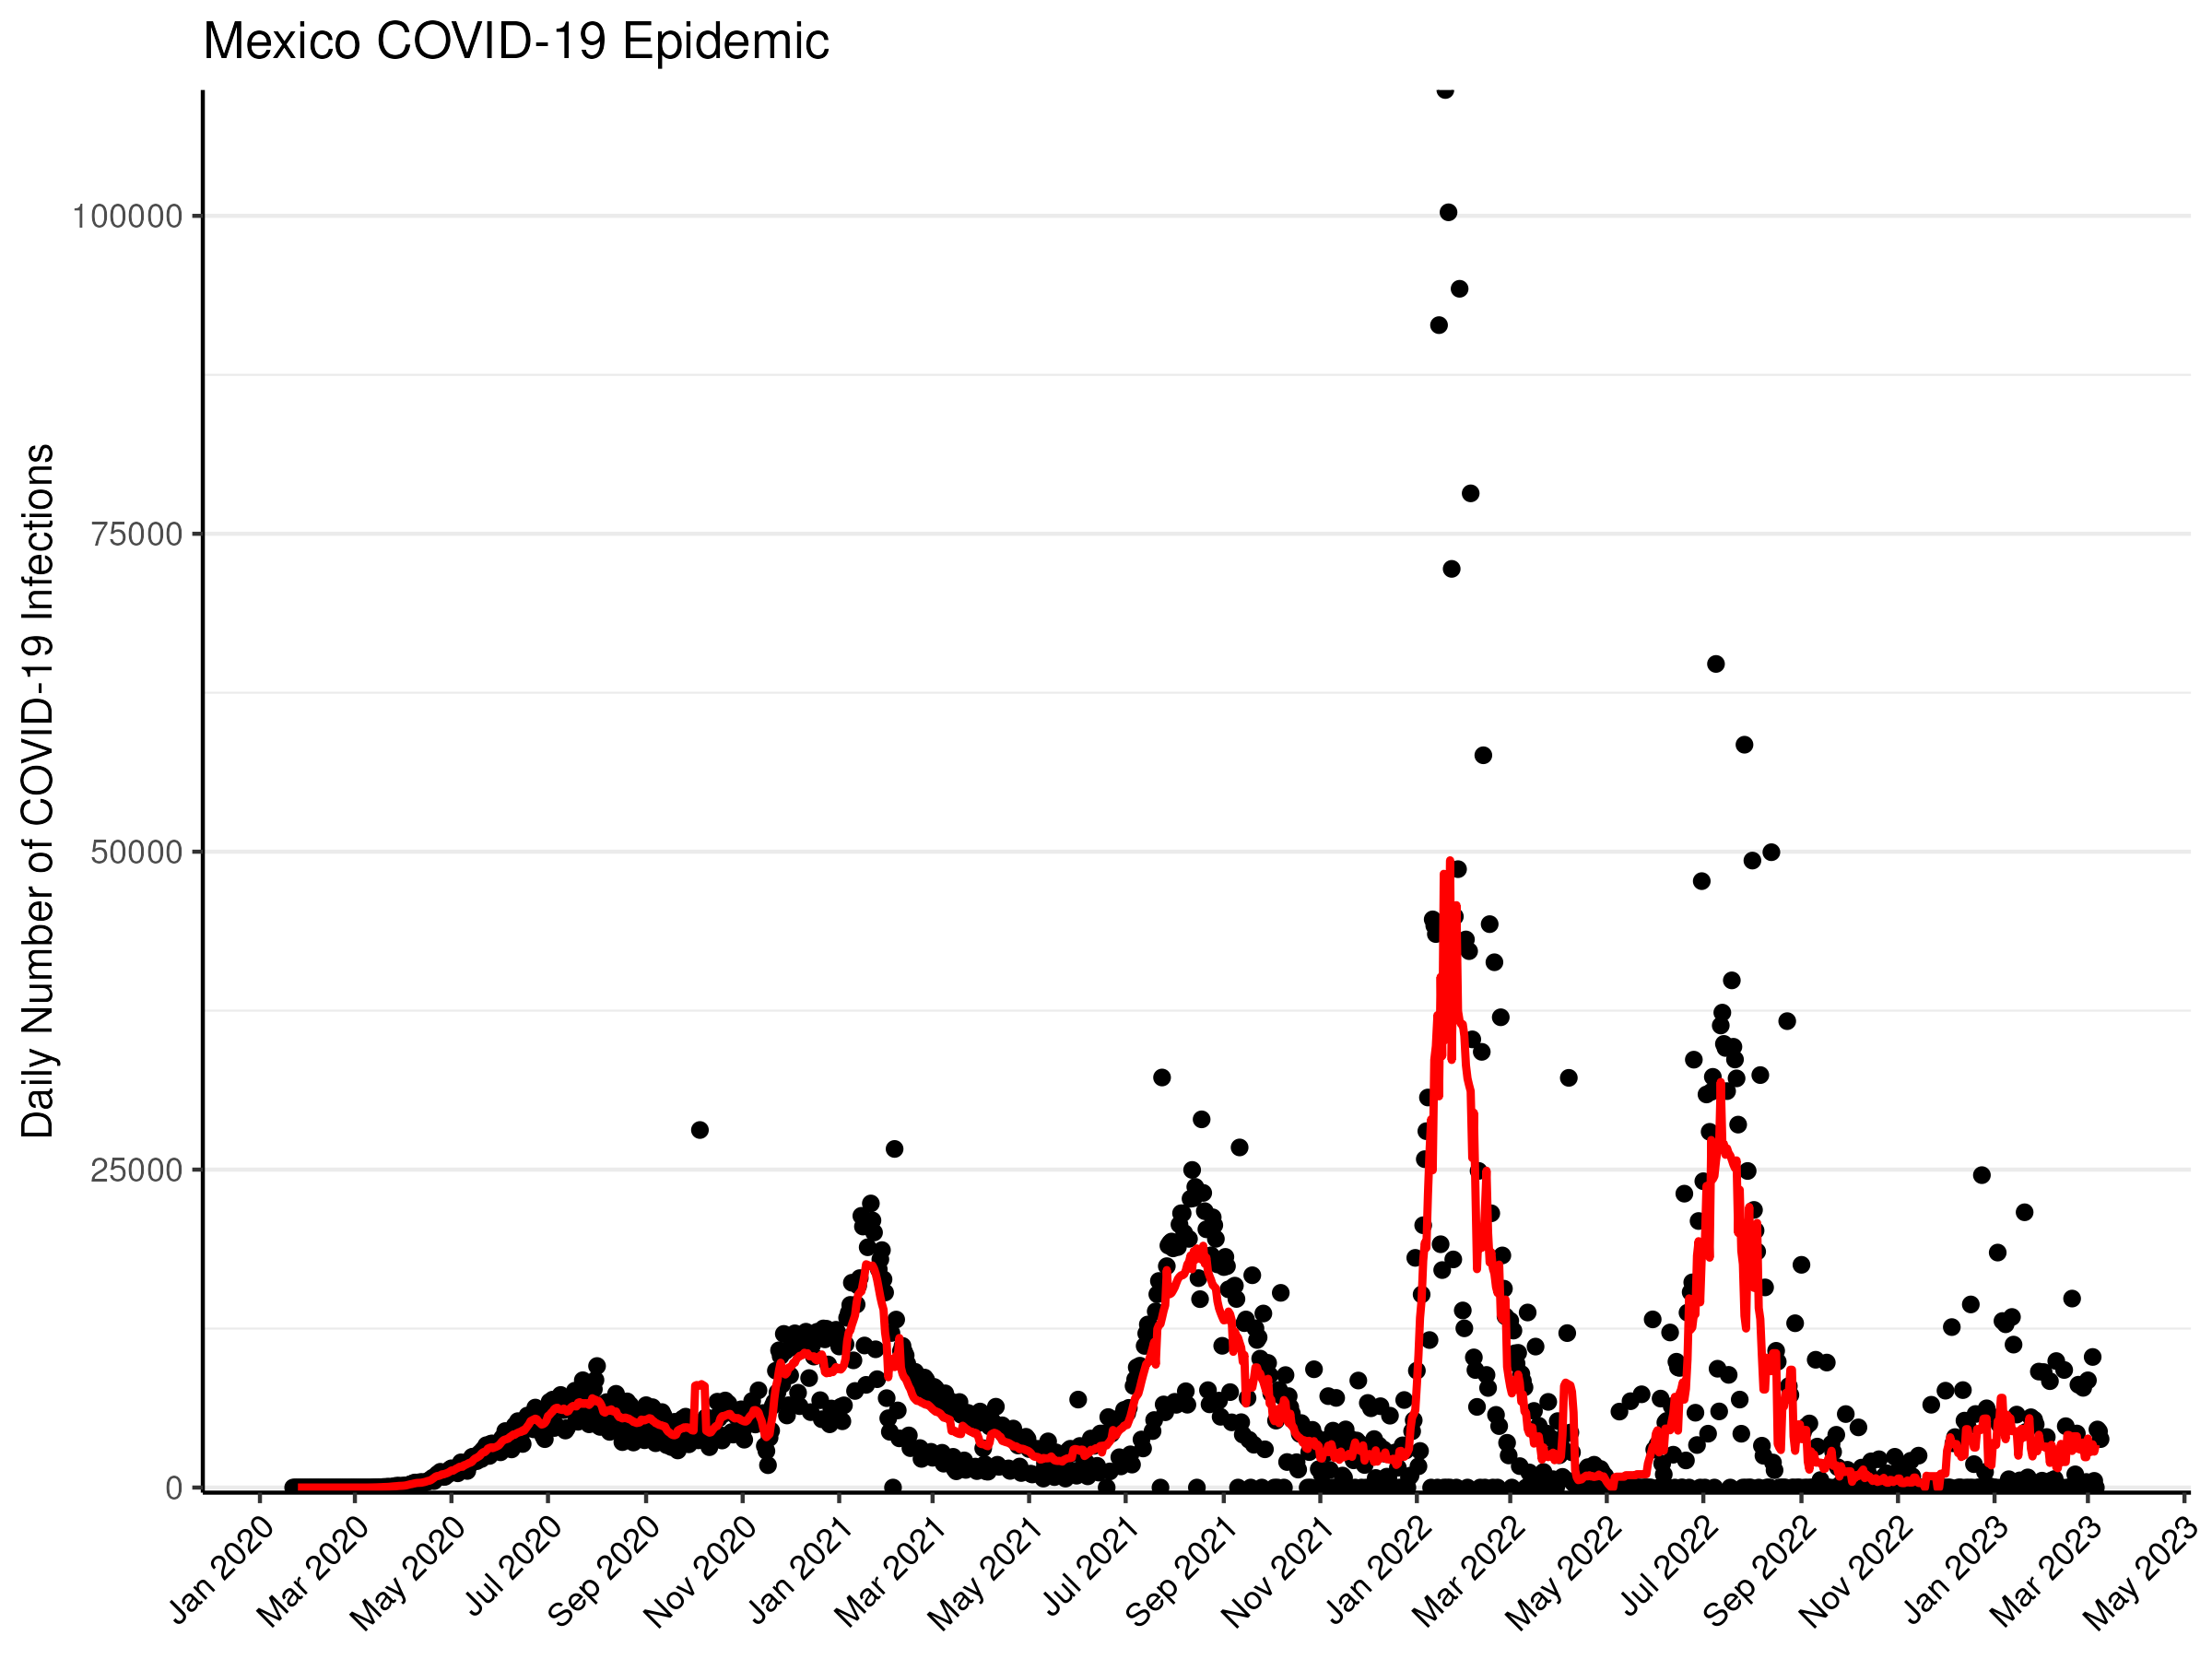 Mexico COVID-19 Epidemic
Daily Number of COVID-19 Infections
100000
75000
50000
25000
0
Jan 2020
Mar 2020
May 2020
Jul 2020
Sep 2020
Nov 2020
Jan 2021
Mar 2021
May 2021
Jul 2021
Sep 2021
Nov 2021
Jan 2022
Mar 2022
May 2022
Jul 2022
Sep 2022
Nov 2022
Jan 2023
Mar 2023
May 2023